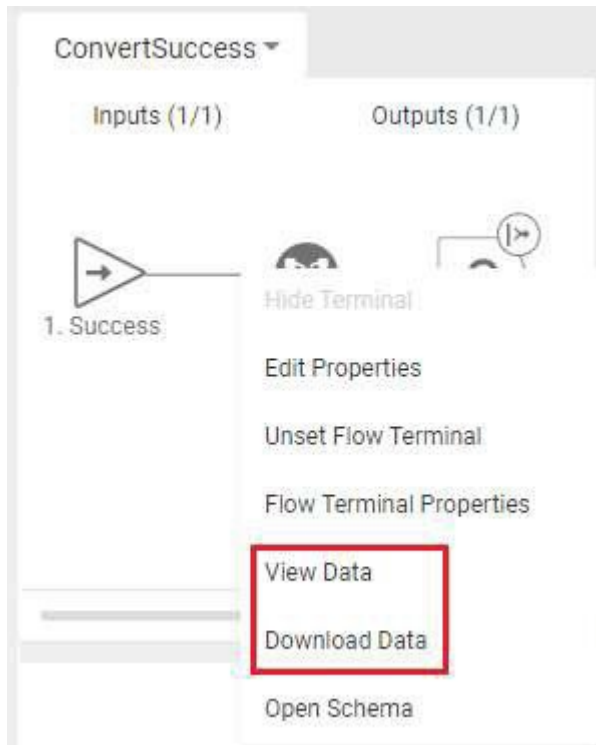 ConvertSuccess
Inputs (1/1) Outputs (1/1)
1. Success
Hide Terminal
Edit Properties
Unset Flow Terminal
Flow Terminal Properties
View Data
Download Data
Open Schema